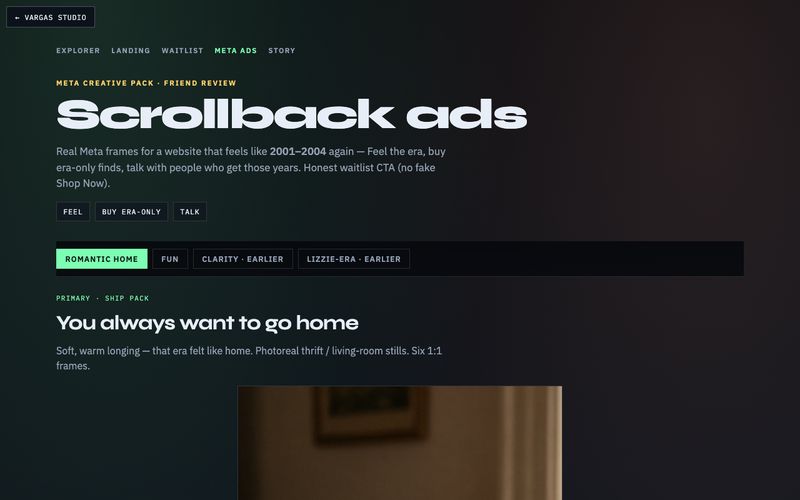 ← VARGAS STUDIO
EXPLORER LANDING WAITLIST META ADS STORY
META CREATIVE PACK · FRIEND REVIEW
Scrollback ads
Real Meta frames for a website that feels like 2001–2004 again — Feel the era, buy
era-only finds, talk with people who get those years. Honest waitlist CTA (no fake
Shop Now).
FEEL BUY ERA-ONLY TALK
ROMANTIC HOME FUN CLARITY · EARLIER LIZZIE-ERA · EARLIER
PRIMARY · SHIP PACK
You always want to go home
Soft, warm longing — that era felt like home. Photoreal thrift / living-room stills. Six 1:1
frames.